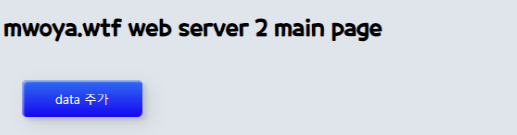 mwoya.wtf web server 2 main page
data 추가